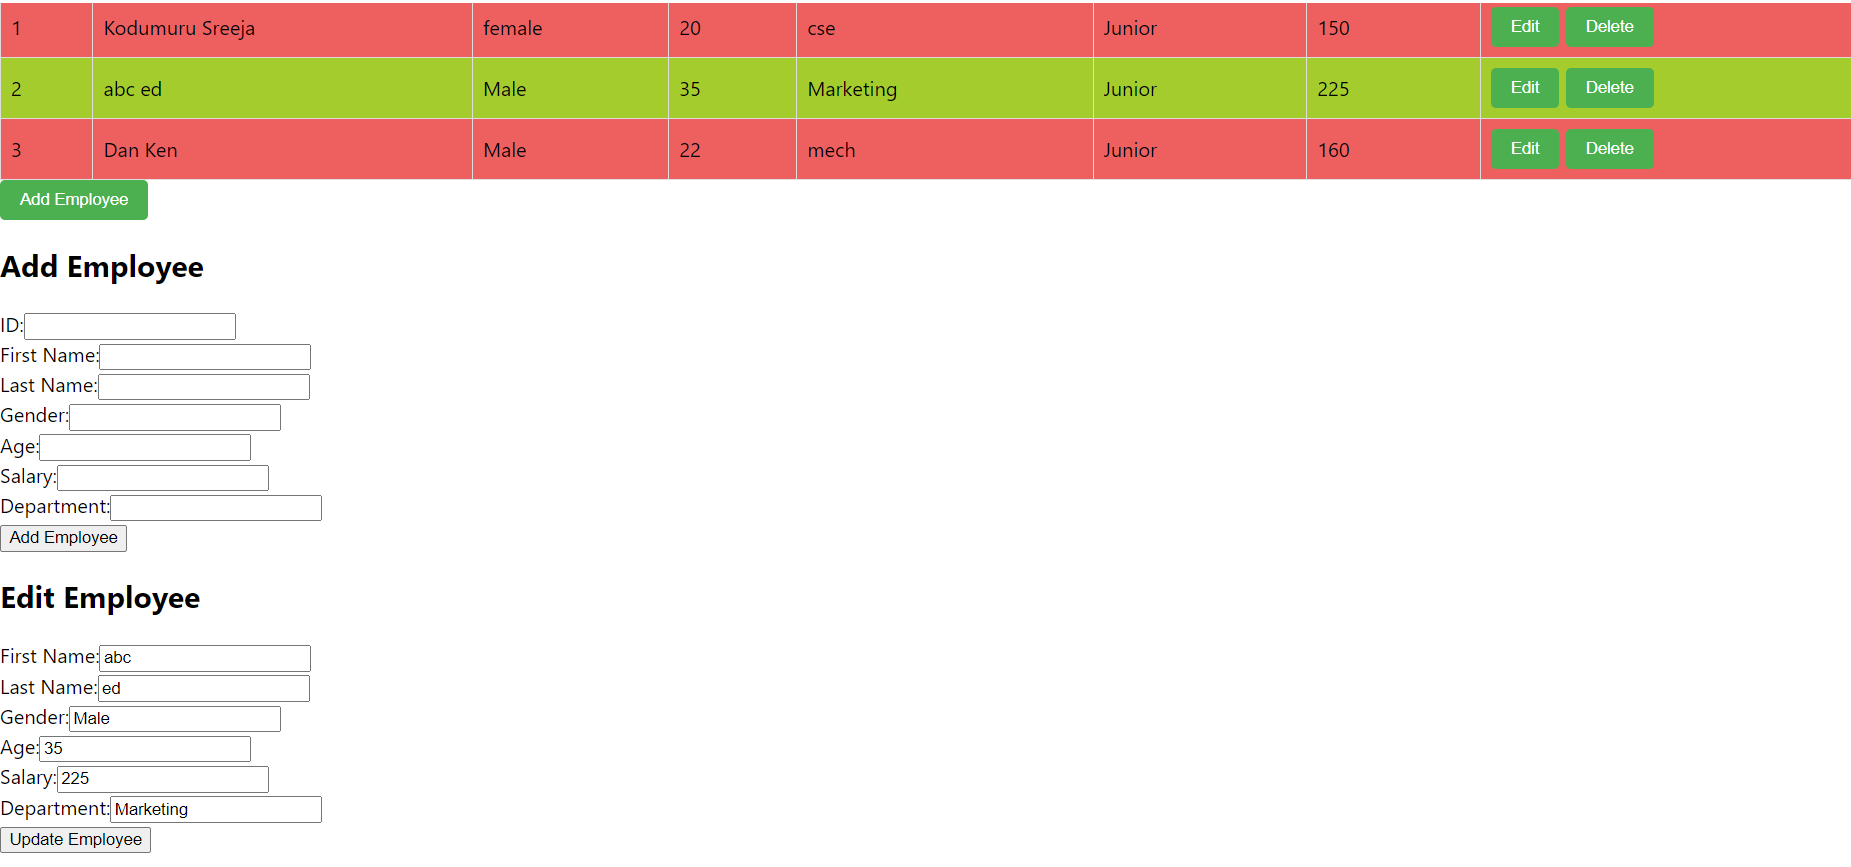 1 Kodumuru Sreeja female 20 cse Junior 150 Edit Delete
2 abc ed Male 35 Marketing Junior 225 Edit Delete
3 Dan Ken Male 22 mech Junior 160 Edit Delete
Add Employee
Add Employee
ID:
First Name:
Last Name:
Gender:
Age:
Salary:
Department:
Add Employee
Edit Employee
First Name: abc
Last Name: ed
Gender: Male
Age: 35
Salary: 225
Department: Marketing
Update Employee